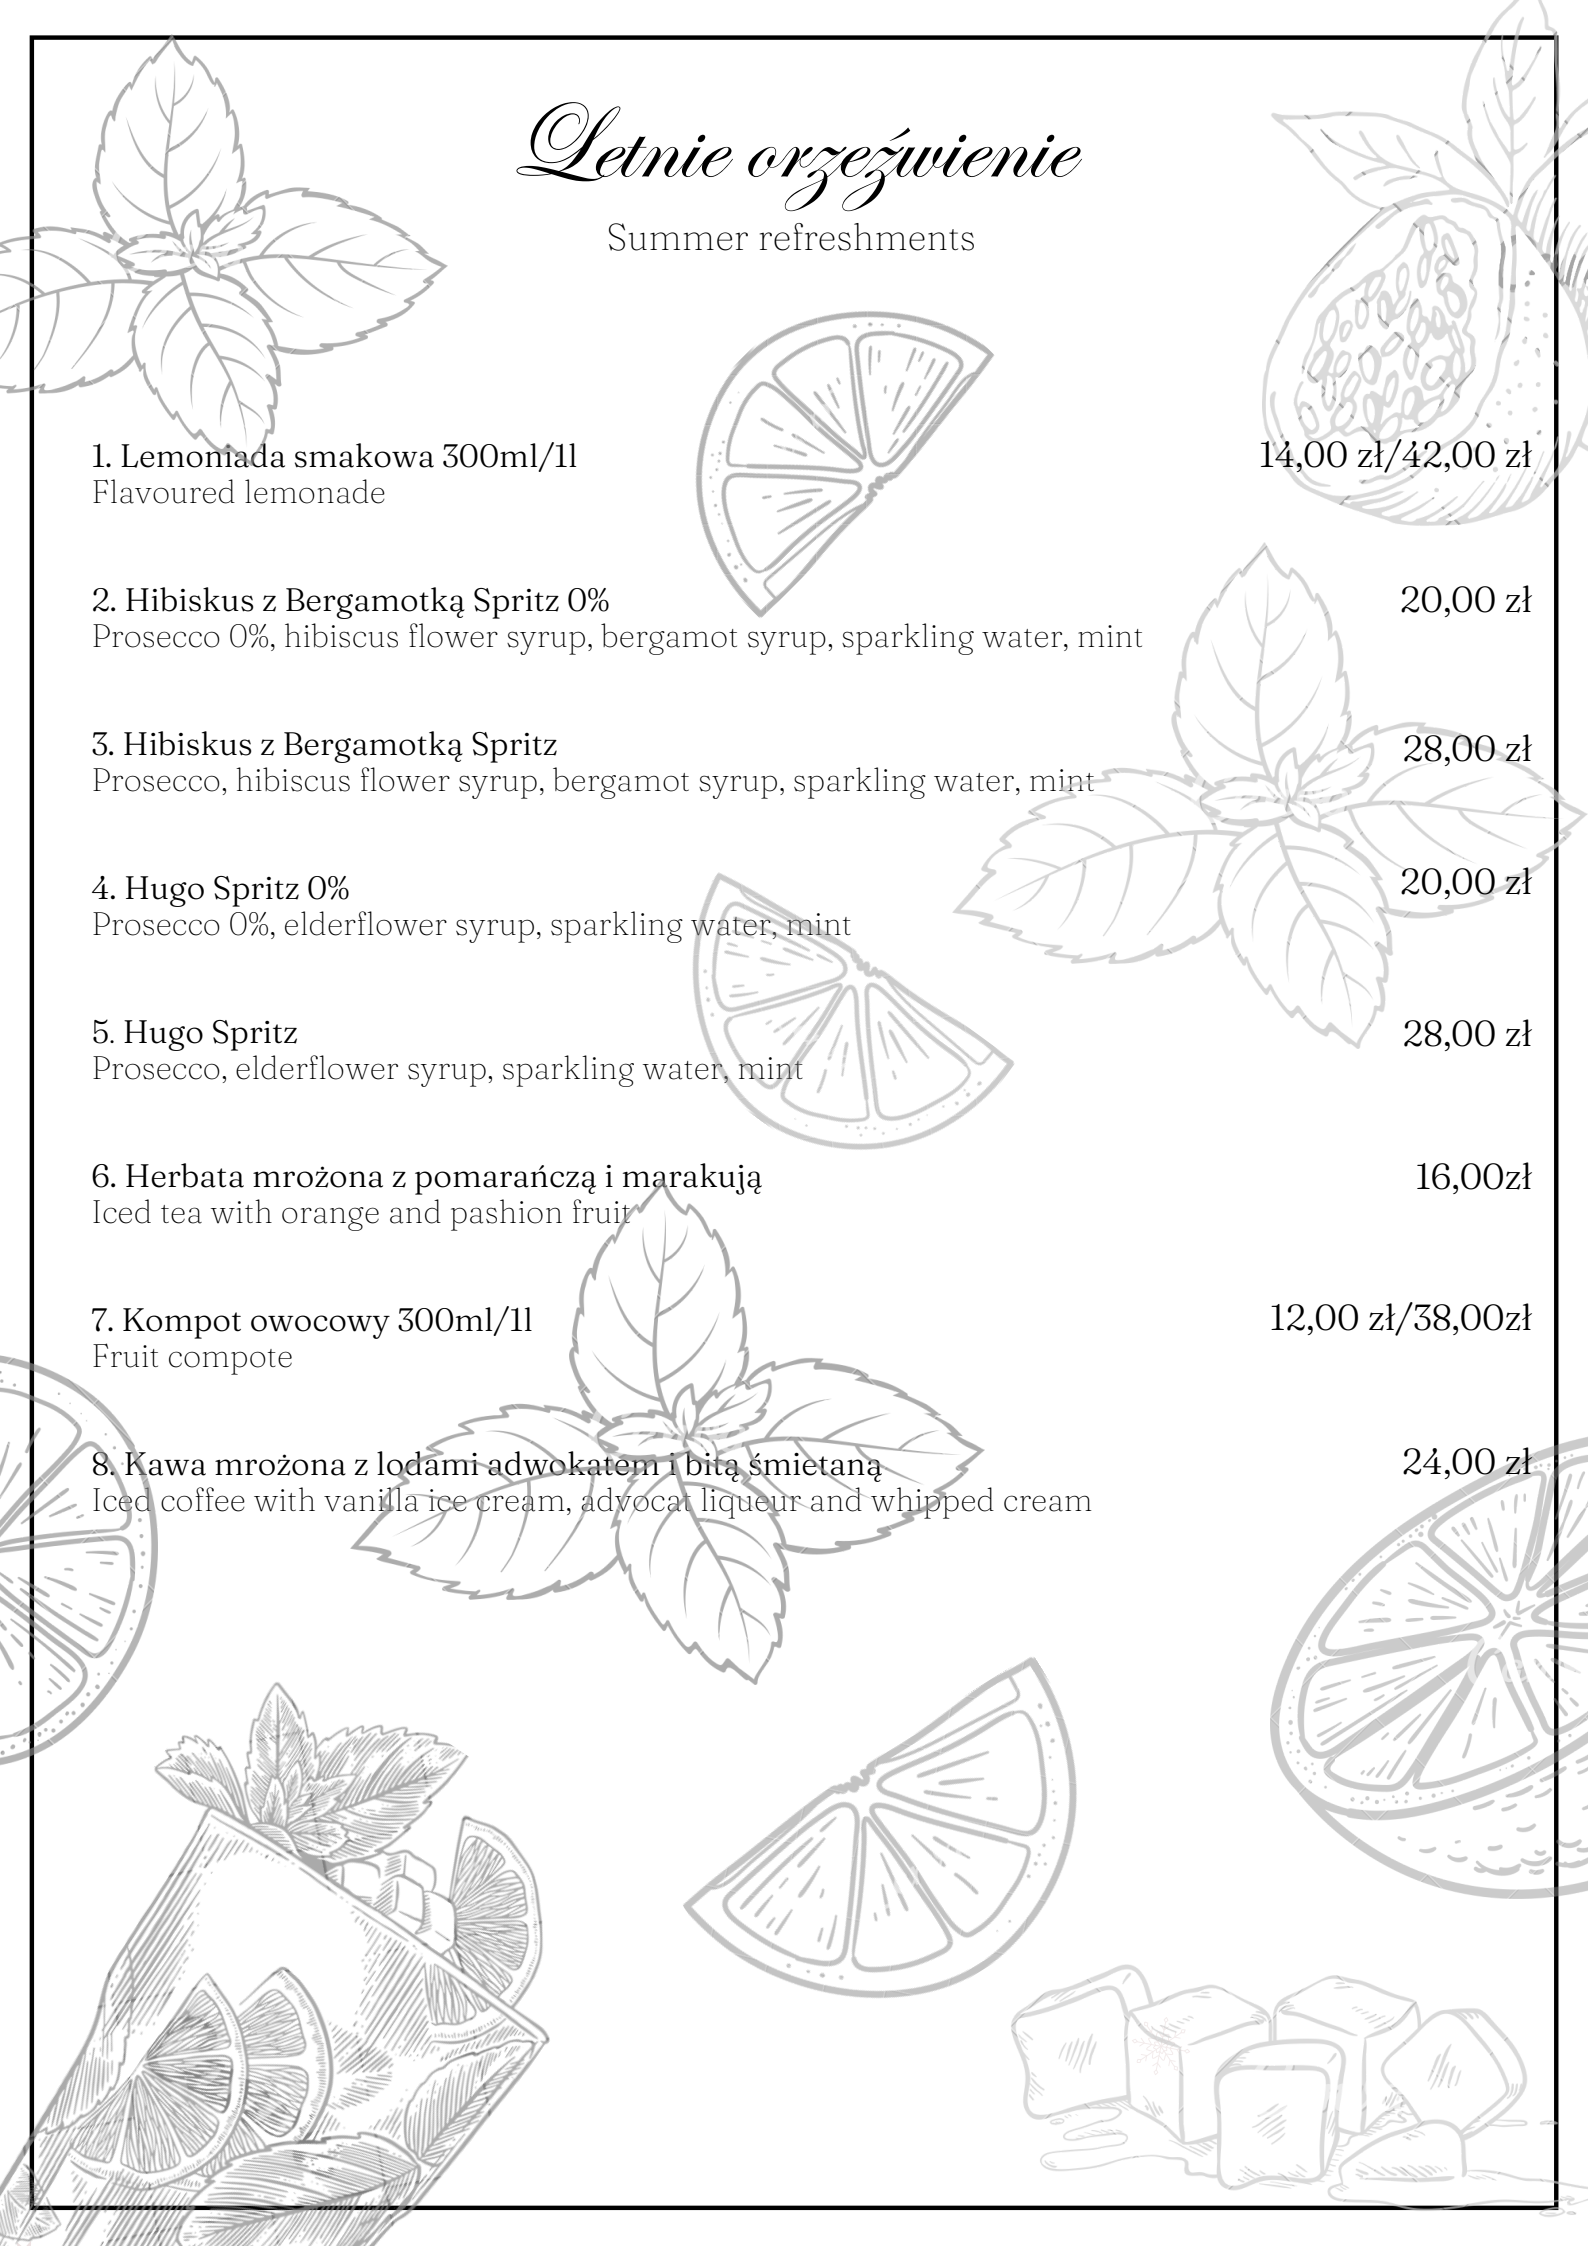 Letnie orzeźwienie
Summer refreshments
1. Lemoniada smakowa 300ml/1l 14,00 zł/42,00 zł
Flavoured lemonade
2. Hibiskus z Bergamotką Spritz 0% 20,00 zł
Prosecco 0%, hibiscus flower syrup, bergamot syrup, sparkling water, mint
3. Hibiskus z Bergamotką Spritz 28,00 zł
Prosecco, hibiscus flower syrup, bergamot syrup, sparkling water, mint
4. Hugo Spritz 0% 20,00 zł
Prosecco 0%, elderflower syrup, sparkling water, mint
5. Hugo Spritz 28,00 zł
Prosecco, elderflower syrup, sparkling water, mint
6. Herbata mrożona z pomarańczą i marakują 16,00zł
Iced tea with orange and pashion fruit
7. Kompot owocowy 300ml/1l 12,00 zł/38,00zł
Fruit compote
8. Kawa mrożona z lodami adwokatem i bitą śmietaną 24,00 zł
Iced coffee with vanilla ice cream, advocat liqueur and whipped cream